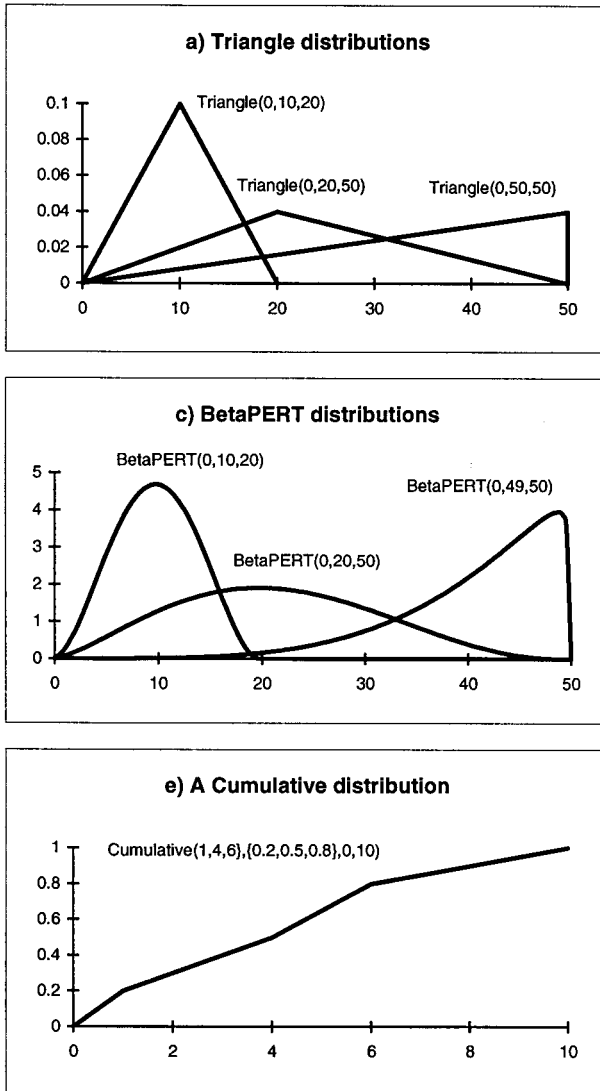 a) Triangle distributions
0.1
Triangle(0,10,20)
0.08
0.06
Triangle(0,20,50)
Triangle(0,50,50)
0.04
0.02
0
0 10 20 30 40 50
c) BetaPERT distributions
BetaPERT(0,10,20)
5
BetaPERT(0,49,50)
4
3
BetaPERT(0,20,50)
2
1
0
0 10 20 30 40 50
e) A Cumulative distribution
1
Cumulative(1,4,6},{0.2,0.5,0.8},0,10)
0.8
0.6
0.4
0.2
0
0 2 4 6 8 10